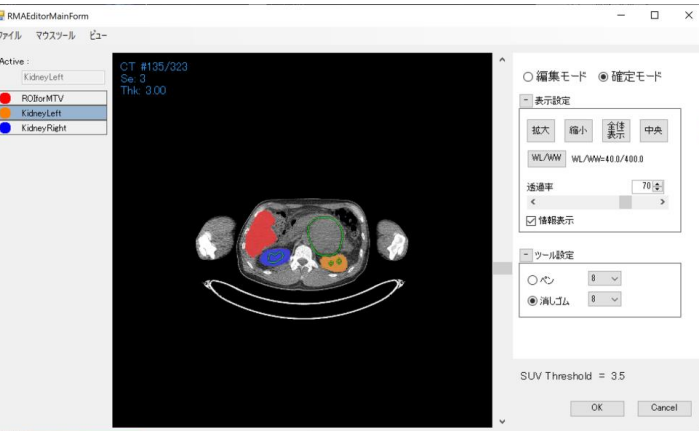 RMAEditorMainForm
ファイル マウスツール ビュー
Active :
KidneyLeft
ROIforMTV
KidneyLeft
KidneyRight
CT #135/323
Se: 3
Thk: 3.00
編集モード 確定モード
表示設定
拡大 縮小 全体表示 中央
WL/WW WL/WW=40.0/400.0
透過率 70
情報表示
ツール設定
ペン 8
消しゴム 8
SUV Threshold = 3.5
OK Cancel